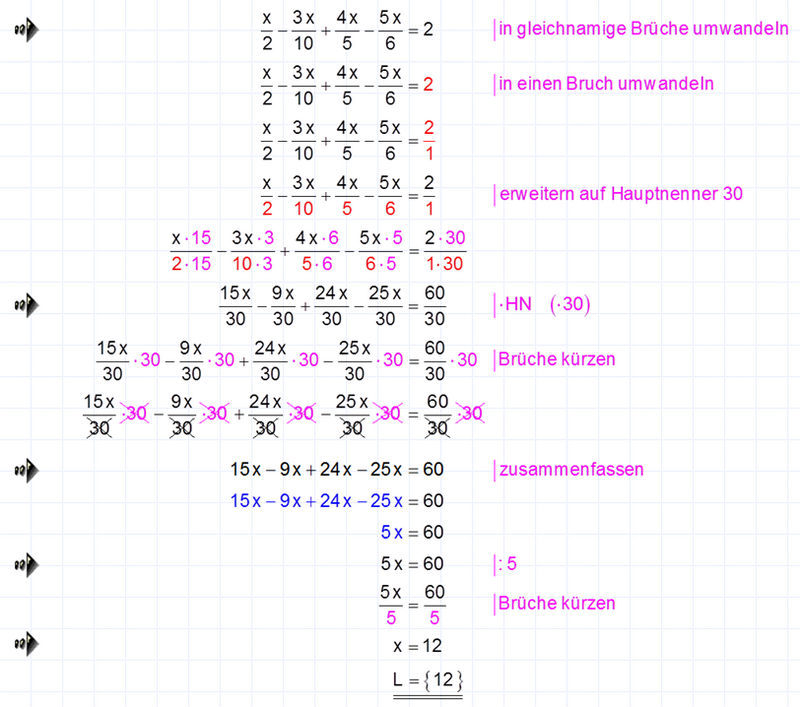 x/2 − 3x/10 + 4x/5 − 5x/6 = 2 |in gleichnamige Brüche umwandeln
x/2 − 3x/10 + 4x/5 − 5x/6 = 2 |in einen Bruch umwandeln
x/2 − 3x/10 + 4x/5 − 5x/6 = 2/1
x/2 − 3x/10 + 4x/5 − 5x/6 = 2/1 |erweitern auf Hauptnenner 30
x·15/2·15 − 3x·3/10·3 + 4x·6/5·6 − 5x·5/6·5 = 2·30/1·30
15x/30 − 9x/30 + 24x/30 − 25x/30 = 60/30 |·HN (·30)
15x/30·30 − 9x/30·30 + 24x/30·30 − 25x/30·30 = 60/30·30 |Brüche kürzen
15x/30·30 − 9x/30·30 + 24x/30·30 − 25x/30·30 = 60/30·30
15x − 9x + 24x − 25x = 60 |zusammenfassen
15x − 9x + 24x − 25x = 60
5x = 60
5x = 60 |: 5
5x/5 = 60/5 |Brüche kürzen
x = 12
L = {12}